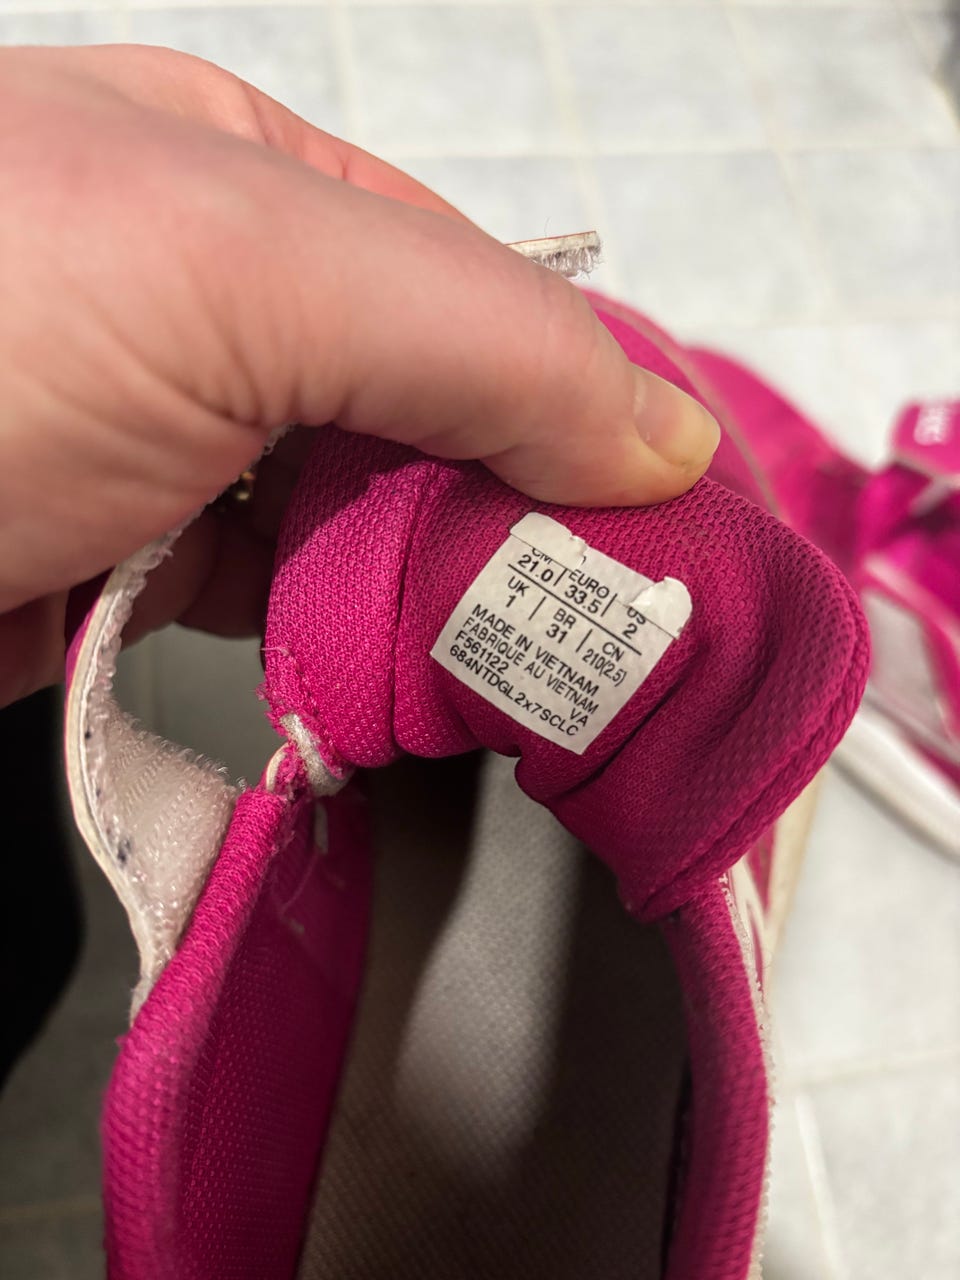 CM | EURO | US
21.0 | 33.5 | 2
UK | BR | CN
1 | 31 | 210(2.5)
MADE IN VIETNAM
FABRIQUE AU VIETNAM
F561122 VA
684NTDGL2x7SCLC